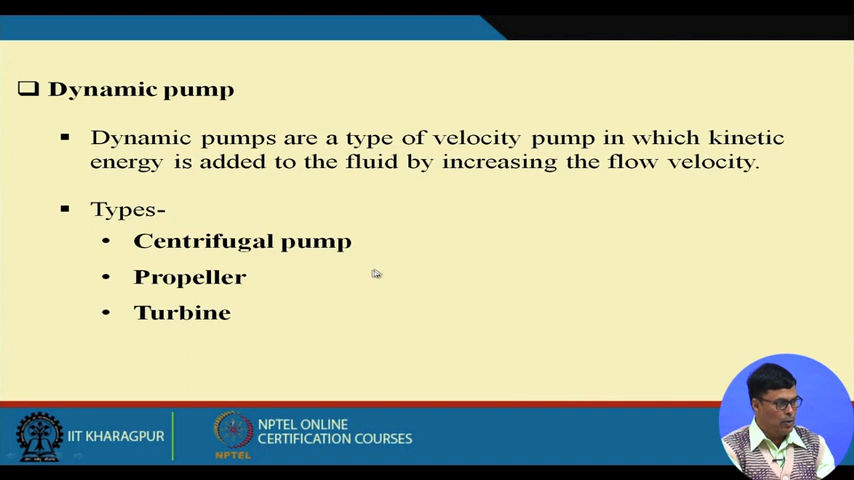 ❑ Dynamic pump
▪ Dynamic pumps are a type of velocity pump in which kinetic
energy is added to the fluid by increasing the flow velocity.
▪ Types-
• Centrifugal pump
• Propeller
• Turbine
IIT KHARAGPUR
NPTEL
NPTEL ONLINE
CERTIFICATION COURSES